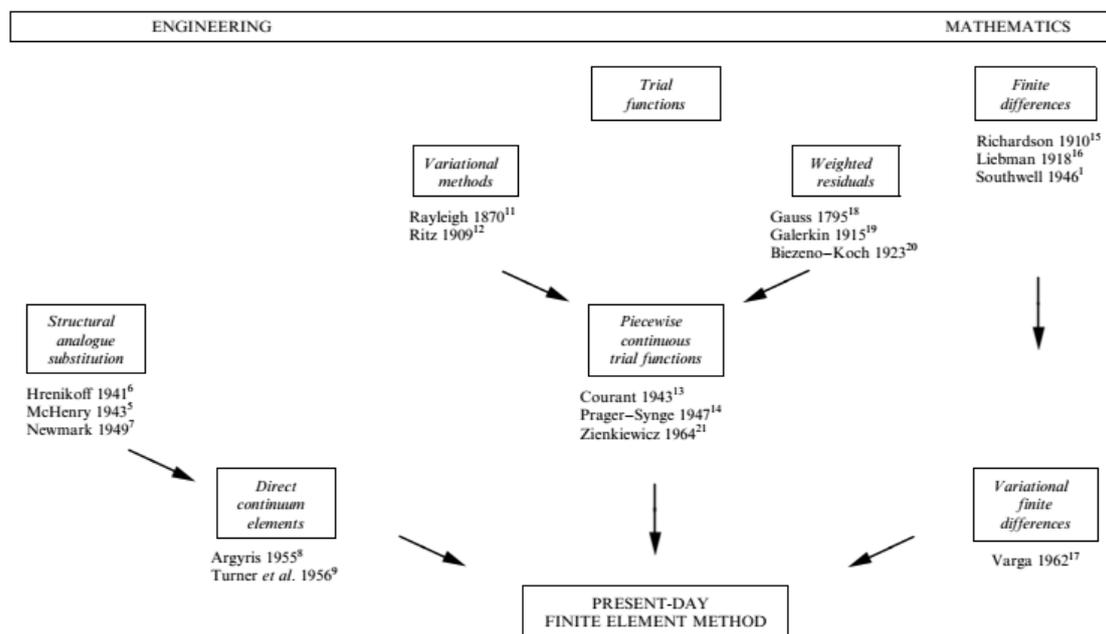 ENGINEERING
MATHEMATICS
Trial
functions
Finite
differences
Richardson 1910¹⁵
Liebman 1918¹⁶
Southwell 1946¹
Variational
methods
Rayleigh 1870¹¹
Ritz 1909¹²
Weighted
residuals
Gauss 1795¹⁸
Galerkin 1915¹⁹
Biezeno–Koch 1923²⁰
Structural
analogue
substitution
Hrenikoff 1941⁶
McHenry 1943⁵
Newmark 1949⁷
Piecewise
continuous
trial functions
Courant 1943¹³
Prager–Synge 1947¹⁴
Zienkiewicz 1964²¹
Direct
continuum
elements
Argyris 1955⁸
Turner et al. 1956⁹
Variational
finite
differences
Varga 1962¹⁷
PRESENT-DAY
FINITE ELEMENT METHOD